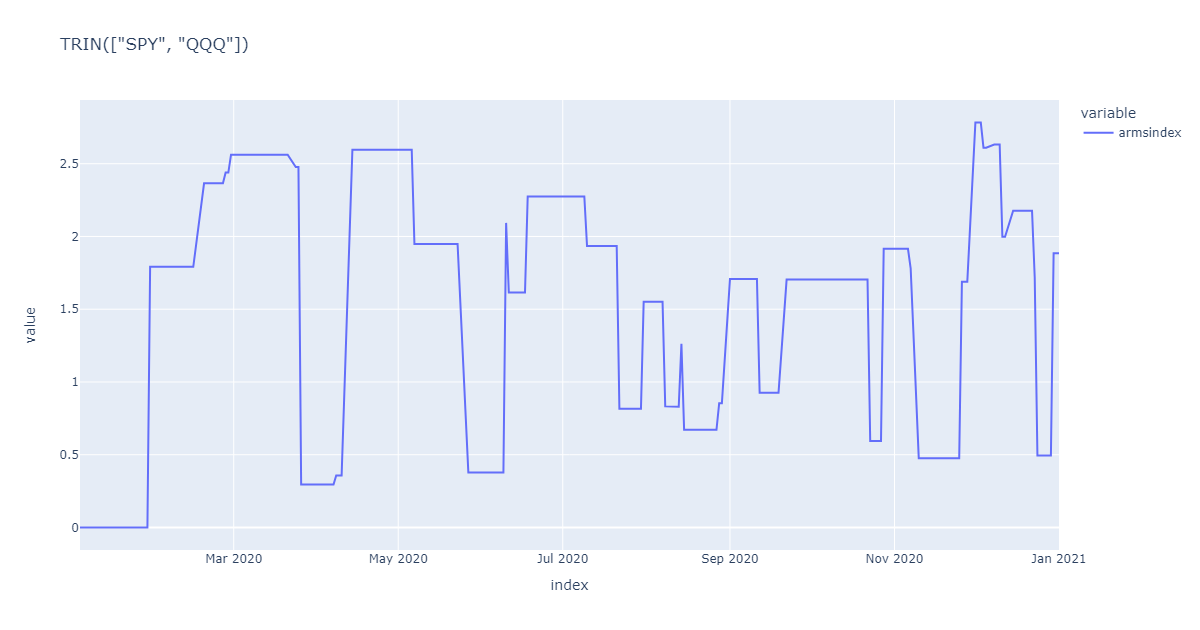 TRIN(["SPY", "QQQ"])
variable
armsindex
2.5
2
1.5
1
0.5
0
value
Mar 2020
May 2020
Jul 2020
Sep 2020
Nov 2020
Jan 2021
index